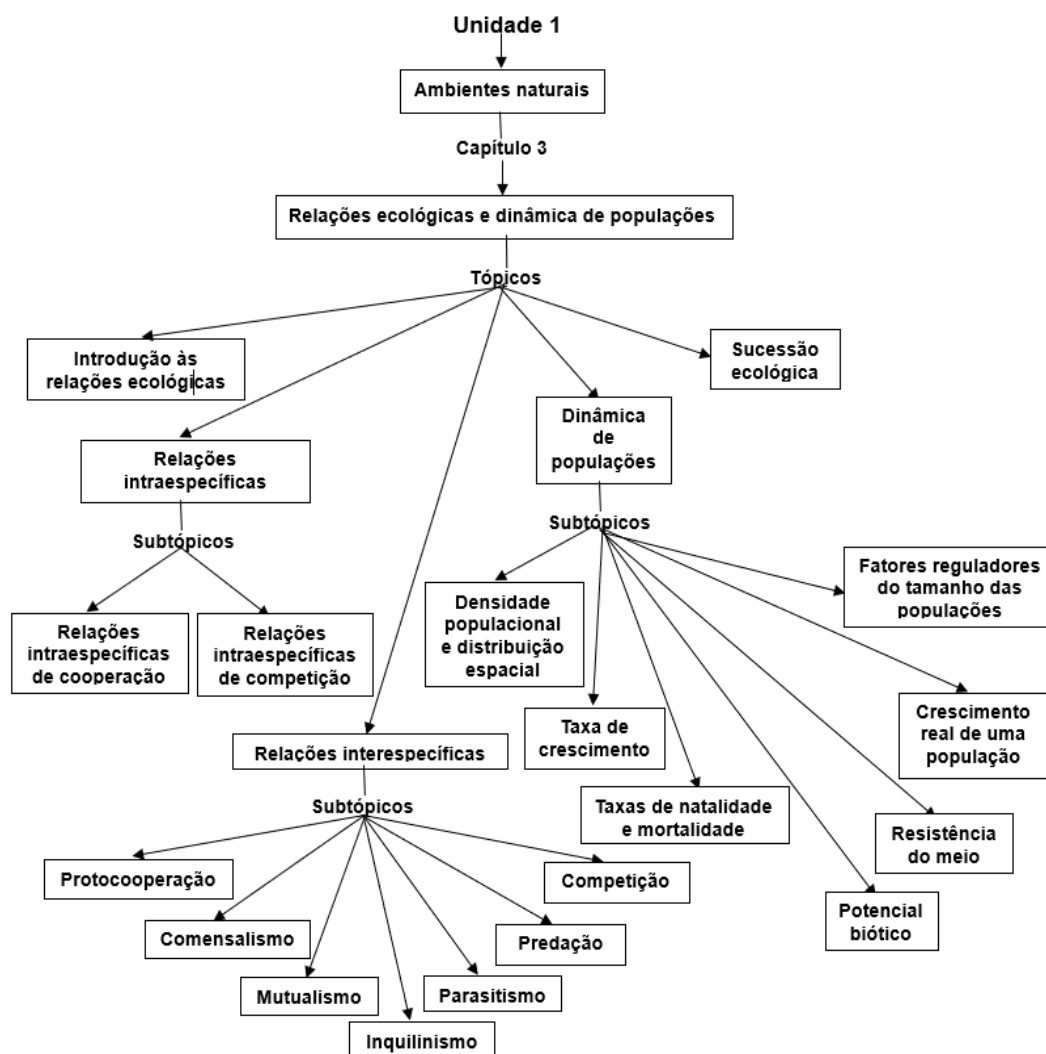 Unidade 1
Ambientes naturais
Capítulo 3
Relações ecológicas e dinâmica de populações
Tópicos
Introdução às
relações ecológicas
Sucessão
ecológica
Relações
intraespecíficas
Dinâmica
de
populações
Subtópicos
Relações
intraespecíficas
de cooperação
Relações
intraespecíficas
de competição
Subtópicos
Densidade
populacional
e distribuição
espacial
Fatores reguladores
do tamanho das
populações
Taxa de
crescimento
Crescimento
real de uma
população
Taxas de natalidade
e mortalidade
Resistência
do meio
Potencial
biótico
Relações interespecíficas
Subtópicos
Protocooperação
Competição
Comensalismo
Predação
Mutualismo
Parasitismo
Inquilinismo